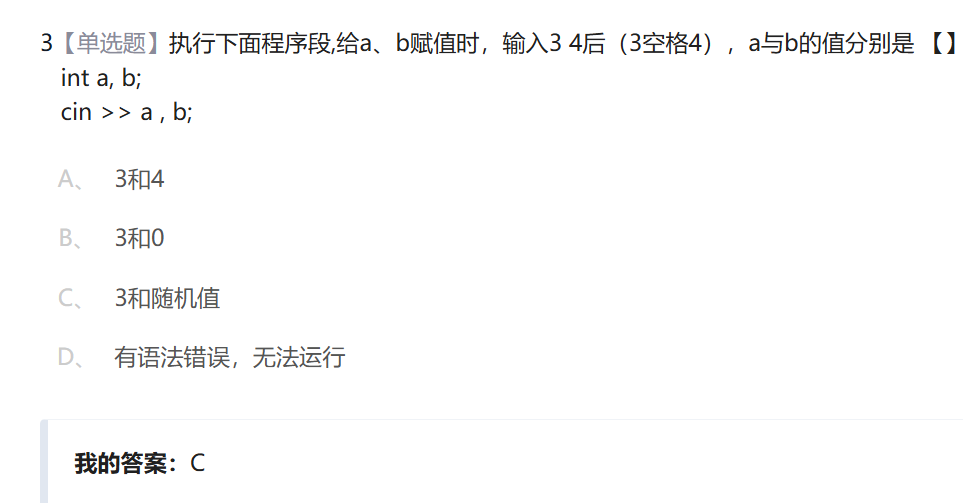 3【单选题】执行下面程序段,给a、b赋值时，输入3 4后（3空格4），a与b的值分别是 【】
int a, b;
cin >> a , b;
A、 3和4
B、 3和0
C、 3和随机值
D、 有语法错误，无法运行
我的答案：C